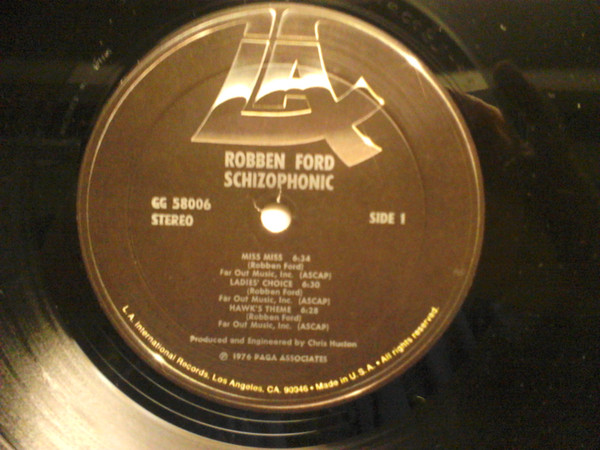 LAX
ROBBEN FORD
SCHIZOPHONIC
GG 58006
STEREO
SIDE 1
MISS MISS 6:34
(Robben Ford)
Far Out Music, Inc. (ASCAP)
LADIES' CHOICE 6:30
(Robben Ford)
Far Out Music, Inc. (ASCAP)
HAWK'S THEME 6:28
(Robben Ford)
Far Out Music, Inc. (ASCAP)
Produced and Engineered by Chris Huston
℗ 1976 PAGA ASSOCIATES
L.A. International Records, Los Angeles, CA. 90046 • Made in U.S.A. • All rights reserved.